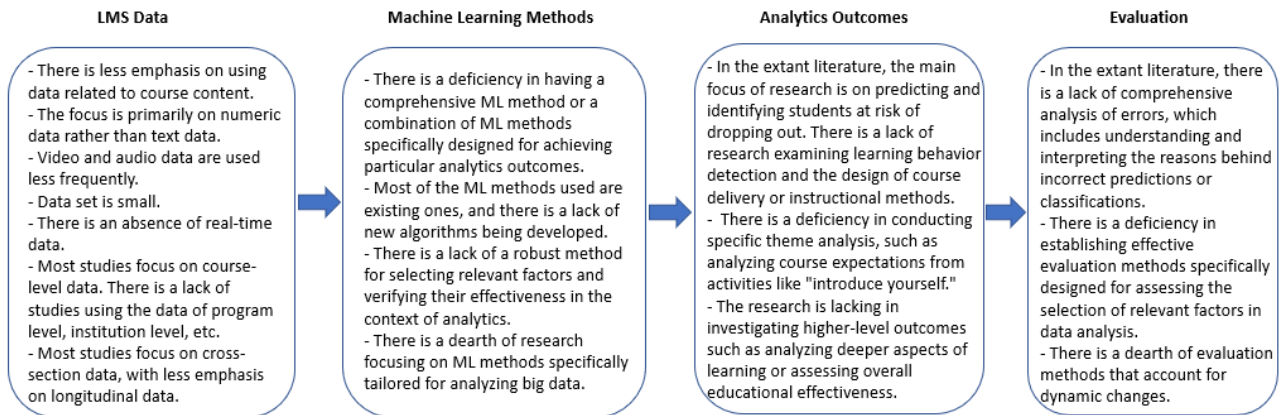 LMS Data
- There is less emphasis on using
data related to course content.
- The focus is primarily on numeric
data rather than text data.
- Video and audio data are used
less frequently.
- Data set is small.
- There is an absence of real-time
data.
- Most studies focus on course-
level data. There is a lack of
studies using the data of program
level, institution level, etc.
- Most studies focus on cross-
section data, with less emphasis
on longitudinal data.
Machine Learning Methods
- There is a deficiency in having a
comprehensive ML method or a
combination of ML methods
specifically designed for achieving
particular analytics outcomes.
- Most of the ML methods used are
existing ones, and there is a lack of
new algorithms being developed.
- There is a lack of a robust method
for selecting relevant factors and
verifying their effectiveness in the
context of analytics.
- There is a dearth of research
focusing on ML methods specifically
tailored for analyzing big data.
Analytics Outcomes
- In the extant literature, the main
focus of research is on predicting and
identifying students at risk of
dropping out. There is a lack of
research examining learning behavior
detection and the design of course
delivery or instructional methods.
- There is a deficiency in conducting
specific theme analysis, such as
analyzing course expectations from
activities like "introduce yourself."
- The research is lacking in
investigating higher-level outcomes
such as analyzing deeper aspects of
learning or assessing overall
educational effectiveness.
Evaluation
- In the extant literature, there
is a lack of comprehensive
analysis of errors, which
includes understanding and
interpreting the reasons behind
incorrect predictions or
classifications.
- There is a deficiency in
establishing effective
evaluation methods specifically
designed for assessing the
selection of relevant factors in
data analysis.
- There is a dearth of evaluation
methods that account for
dynamic changes.